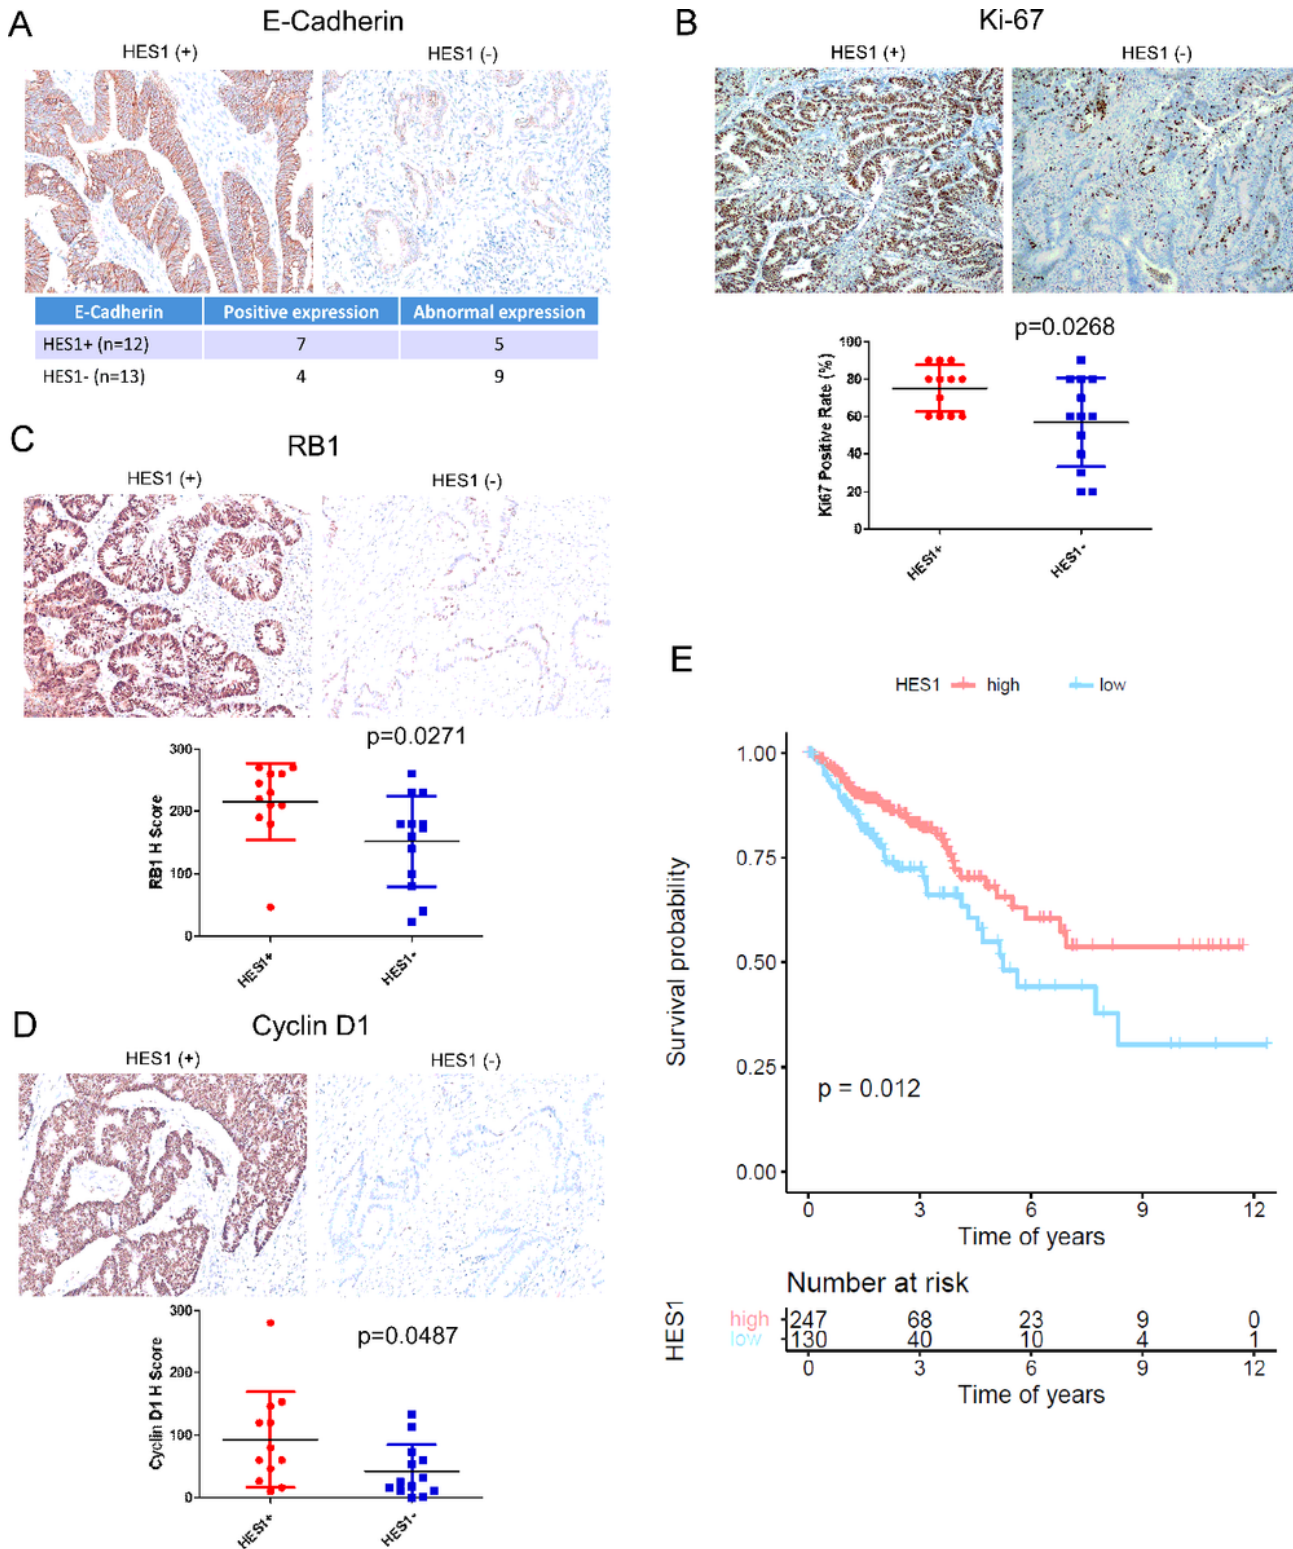 A
E-Cadherin
HES1 (+)
HES1 (-)
E-Cadherin Positive expression Abnormal expression
HES1+ (n=12) 7 5
HES1- (n=13) 4 9
B
Ki-67
HES1 (+)
HES1 (-)
p=0.0268
Ki67 Positive Rate (%)
100
80
60
40
20
0
HES1+
HES1-
C
RB1
HES1 (+)
HES1 (-)
p=0.0271
RB1 H Score
300
200
100
0
HES1+
HES1-
D
Cyclin D1
HES1 (+)
HES1 (-)
p=0.0487
Cyclin D1 H Score
300
200
100
0
HES1+
HES1-
E
HES1 high low
Survival probability
1.00
0.75
0.50
0.25
0.00
p = 0.012
0 3 6 9 12
Time of years
Number at risk
HES1
high 247 68 23 9 0
low 130 40 10 4 1
0 3 6 9 12
Time of years